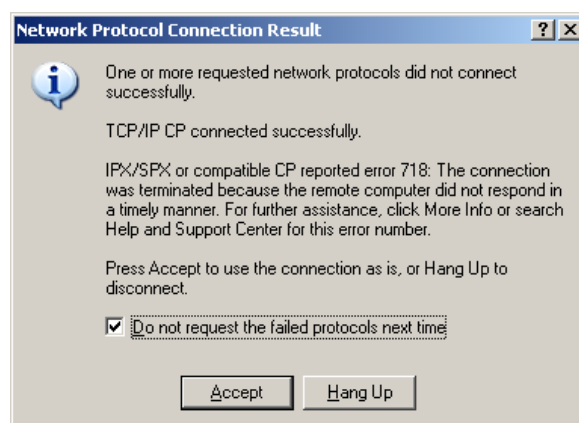 Network Protocol Connection Result
One or more requested network protocols did not connect
successfully.
TCP/IP CP connected successfully.
IPX/SPX or compatible CP reported error 718: The connection
was terminated because the remote computer did not respond in
a timely manner. For further assistance, click More Info or search
Help and Support Center for this error number.
Press Accept to use the connection as is, or Hang Up to
disconnect.
Do not request the failed protocols next time
Accept
Hang Up